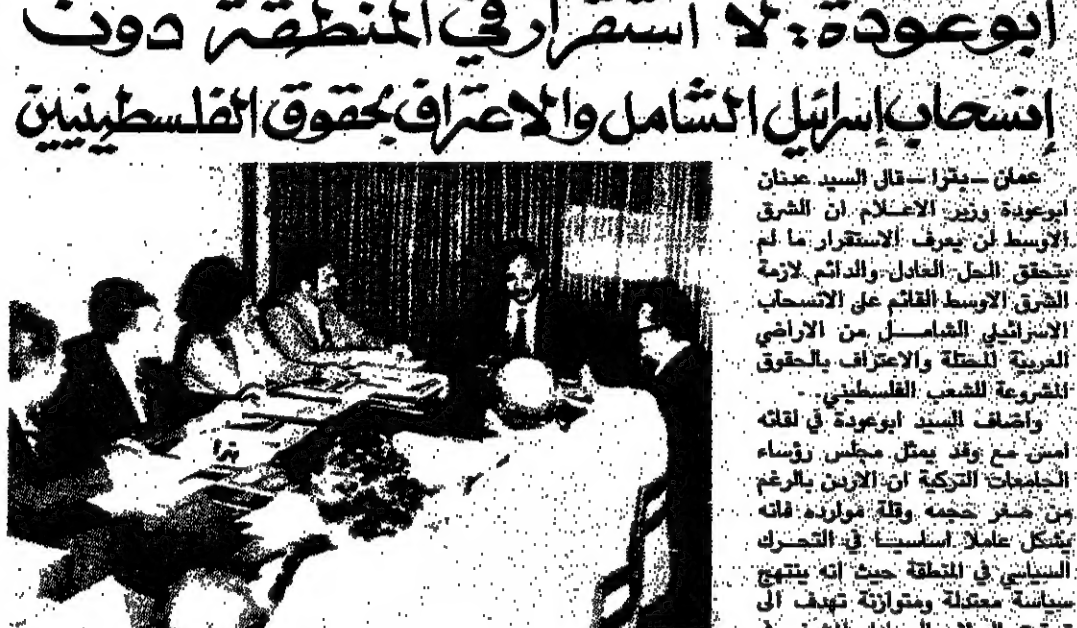 ابوعودة: لا استقرار في المنطقة دون
إنسحاب إسرائيل الشامل والاعتراف بحقوق الفلسطينيين
عمان – بترا – قال السيد عدنان
ابوعودة وزير الاعلام ان الشرق
الاوسط لن يعرف الاستقرار ما لم
يتحقق الحل العادل والدائم لازمة
الشرق الاوسط القائم على الانسحاب
الاسرائيلي الشامل من الاراضي
العربية المحتلة والاعتراف بالحقوق
المشروعة للشعب الفلسطيني .
واضاف السيد ابوعودة في لقائه
امس مع وفد يمثل مجلس رؤساء
الجامعات التركية ان الاردن بالرغم
من صغر حجمه وقلة موارده فانه
يشكل عاملا اساسيا في التحرك
السياسي في المنطقة حيث انه ينتهج
سياسة معتدلة ومتوازنة تهدف الى
بترا